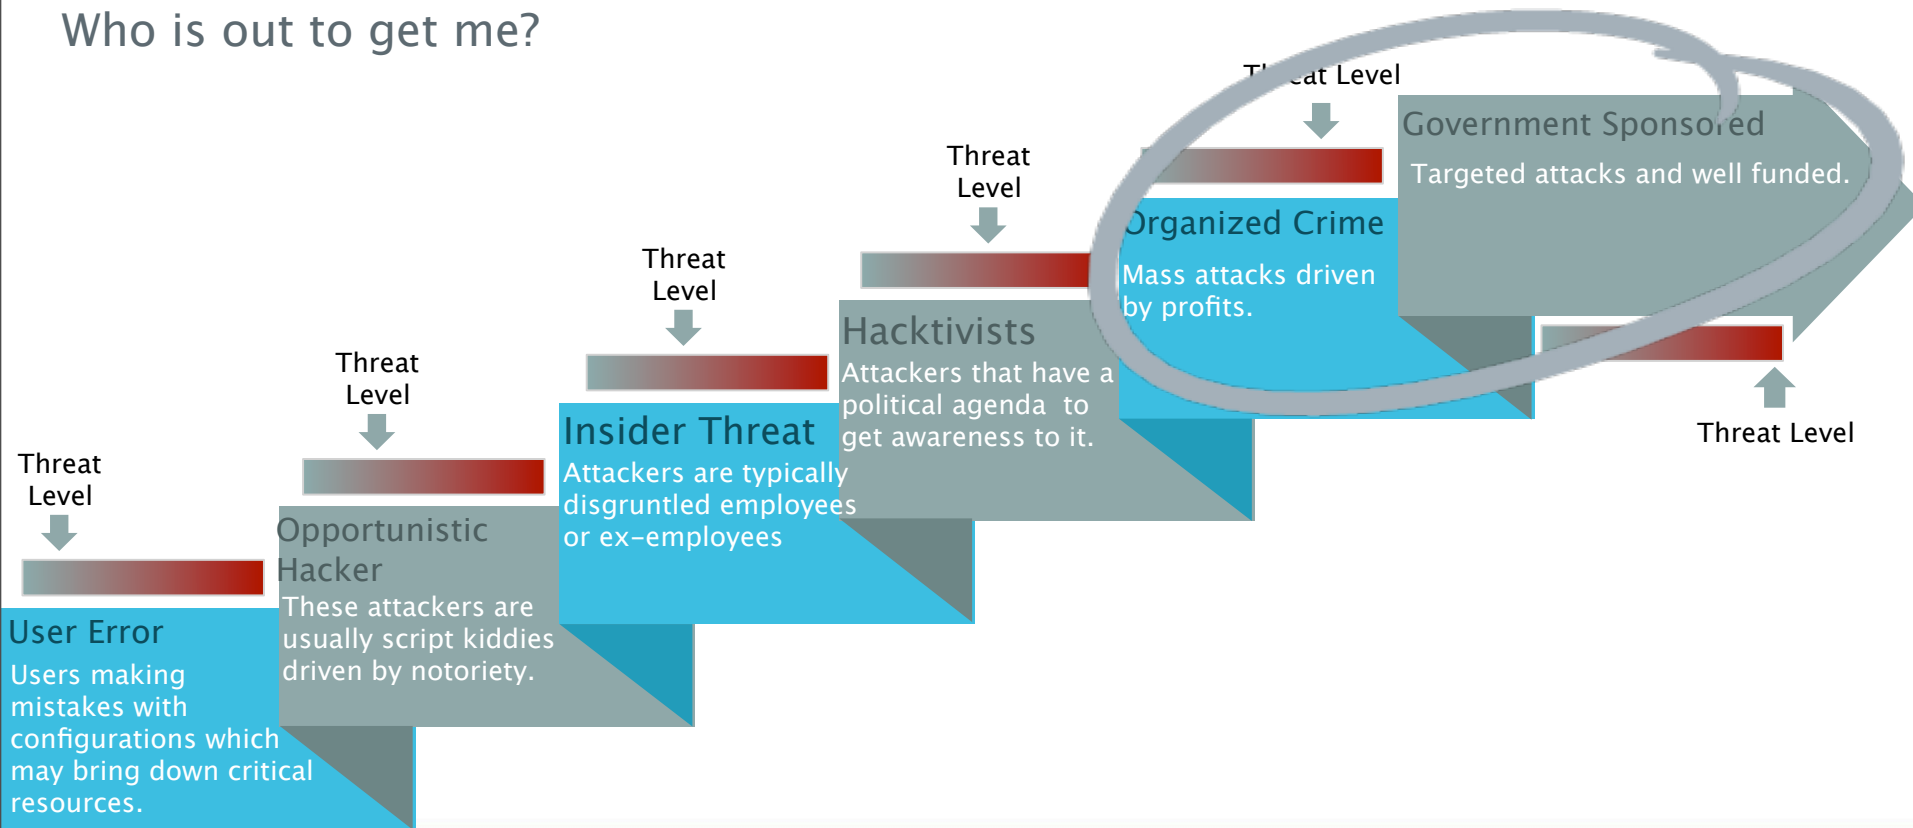 Who is out to get me?
Threat
Level
User Error
Users making
mistakes with
configurations which
may bring down critical
resources.
Threat
Level
Opportunistic
Hacker
These attackers are
usually script kiddies
driven by notoriety.
Threat
Level
Insider Threat
Attackers are typically
disgruntled employees
or ex-employees
Threat
Level
Hacktivists
Attackers that have a
political agenda to
get awareness to it.
Threat Level
Organized Crime
Mass attacks driven
by profits.
Government Sponsored
Targeted attacks and well funded.
Threat Level